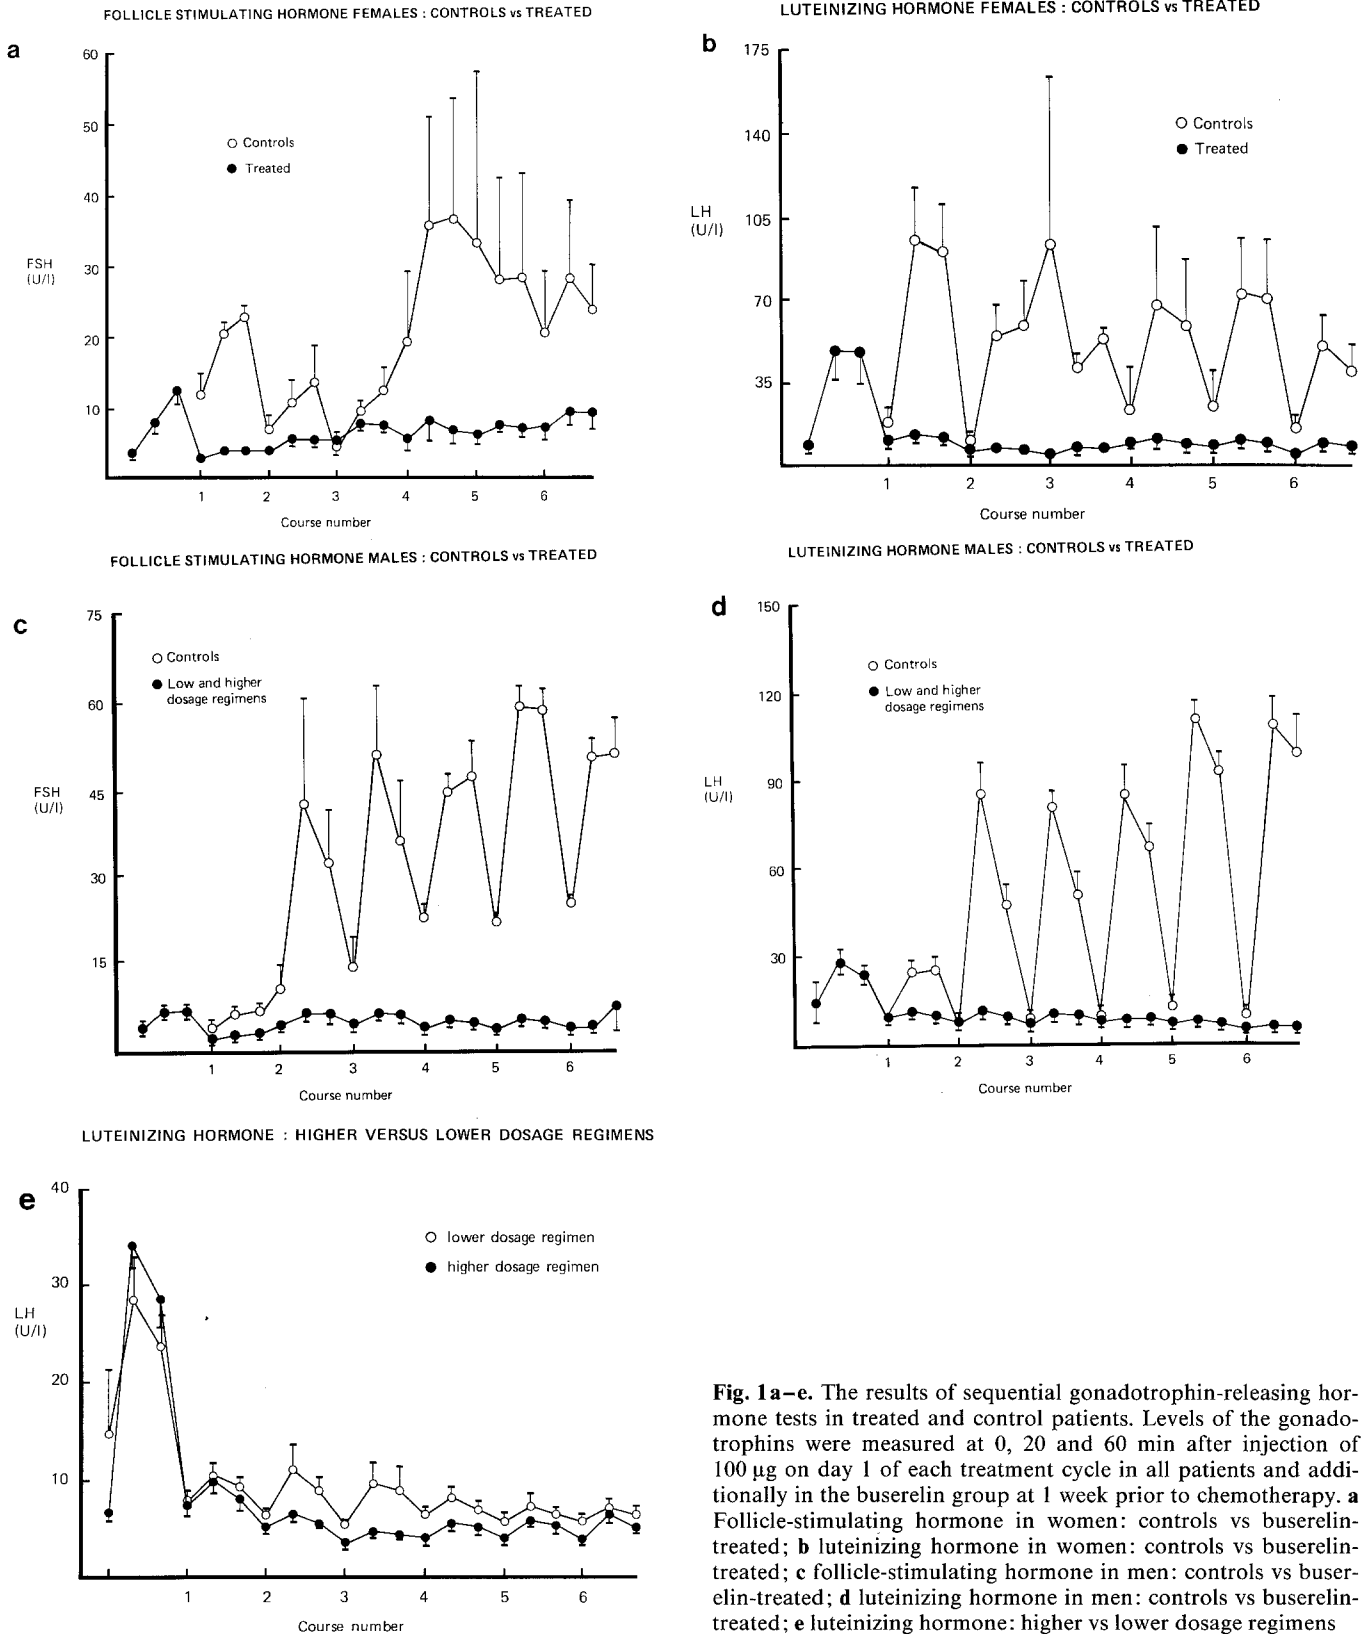 FOLLICLE STIMULATING HORMONE FEMALES : CONTROLS vs TREATED
a
60
50
40
30
20
10
FSH
(U/l)
Controls
Treated
1 2 3 4 5 6
Course number
LUTEINIZING HORMONE FEMALES : CONTROLS vs TREATED
b
175
140
105
70
35
LH
(U/l)
Controls
Treated
1 2 3 4 5 6
Course number
FOLLICLE STIMULATING HORMONE MALES : CONTROLS vs TREATED
c
75
60
45
30
15
FSH
(U/l)
Controls
Low and higher
dosage regimens
1 2 3 4 5 6
Course number
LUTEINIZING HORMONE MALES : CONTROLS vs TREATED
d
150
120
90
60
30
LH
(U/l)
Controls
Low and higher
dosage regimens
1 2 3 4 5 6
Course number
LUTEINIZING HORMONE : HIGHER VERSUS LOWER DOSAGE REGIMENS
e
40
30
20
10
LH
(U/l)
lower dosage regimen
higher dosage regimen
1 2 3 4 5 6
Course number
Fig. 1a–e. The results of sequential gonadotrophin-releasing hor-
mone tests in treated and control patients. Levels of the gonado-
trophins were measured at 0, 20 and 60 min after injection of
100 µg on day 1 of each treatment cycle in all patients and addi-
tionally in the buserelin group at 1 week prior to chemotherapy. a
Follicle-stimulating hormone in women: controls vs buserelin-
treated; b luteinizing hormone in women: controls vs buserelin-
treated; c follicle-stimulating hormone in men: controls vs buser-
elin-treated; d luteinizing hormone in men: controls vs buserelin-
treated; e luteinizing hormone: higher vs lower dosage regimens